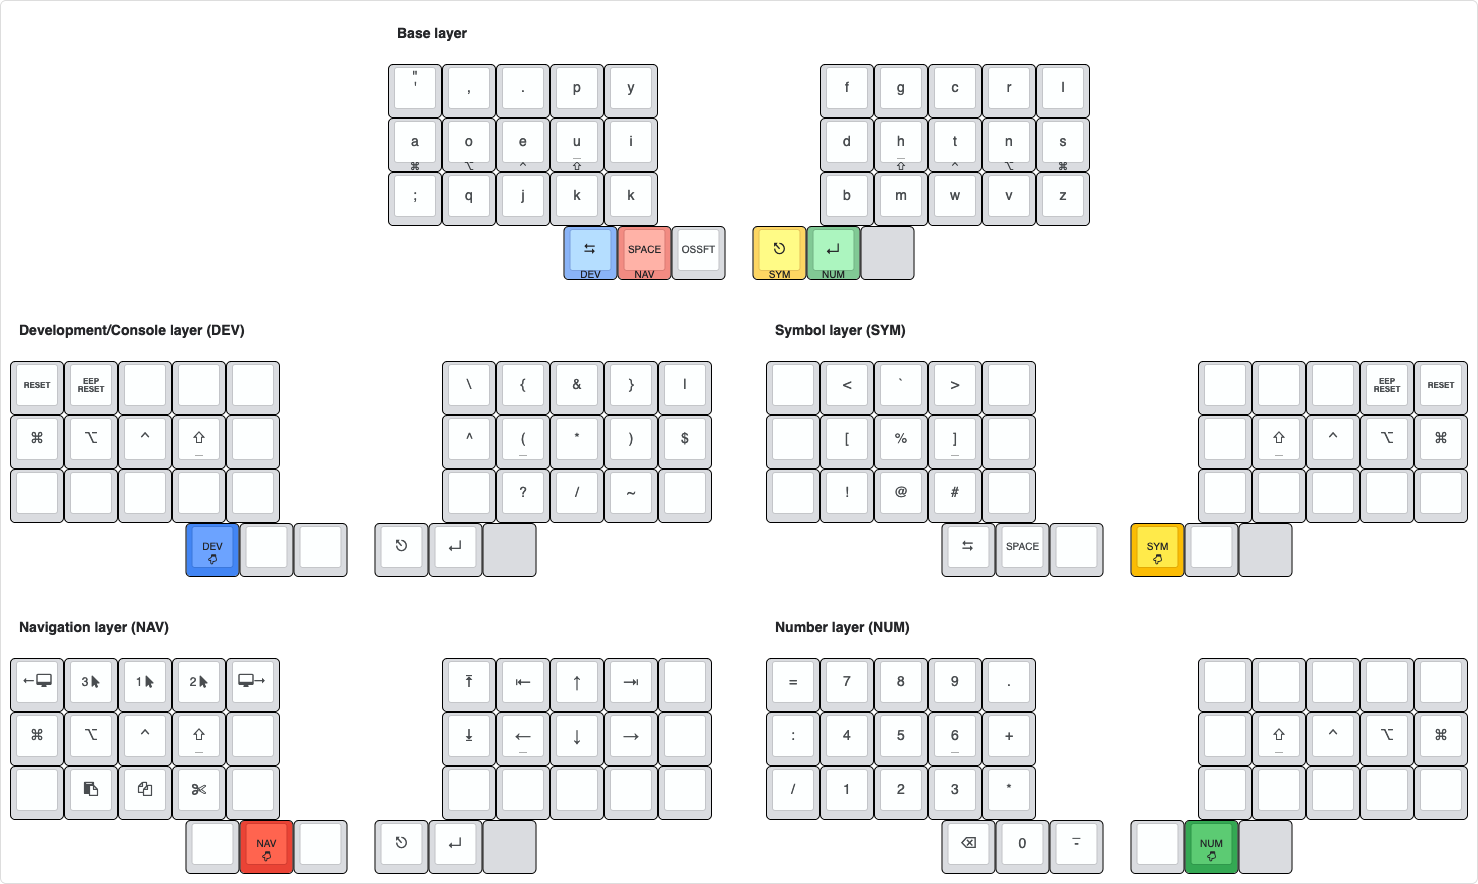 Base layer
"
' , . p y f g c r l
a o e u i d h t n s
⌘ ⌥ ^ ⇧ ⇧ ^ ⌥ ⌘
; q j k k b m w v z
⇆ SPACE OSSFT ⎋ ↵
DEV NAV SYM NUM
Development/Console layer (DEV)
RESET EEP RESET \ { & } |
⌘ ⌥ ^ ⇧ ^ ( * ) $
? / ~
DEV ⎋ ↵
Symbol layer (SYM)
< ` > EEP RESET RESET
[ % ] ⇧ ^ ⌥ ⌘
! @ #
⇆ SPACE SYM
Navigation layer (NAV)
← 3 1 2 → ⤒ ⇤ ↑ ⇥
⌘ ⌥ ^ ⇧ ⤓ ← ↓ →
NAV ⎋ ↵
Number layer (NUM)
= 7 8 9 .
: 4 5 6 + ⇧ ^ ⌥ ⌘
/ 1 2 3 *
⌫ 0 - NUM